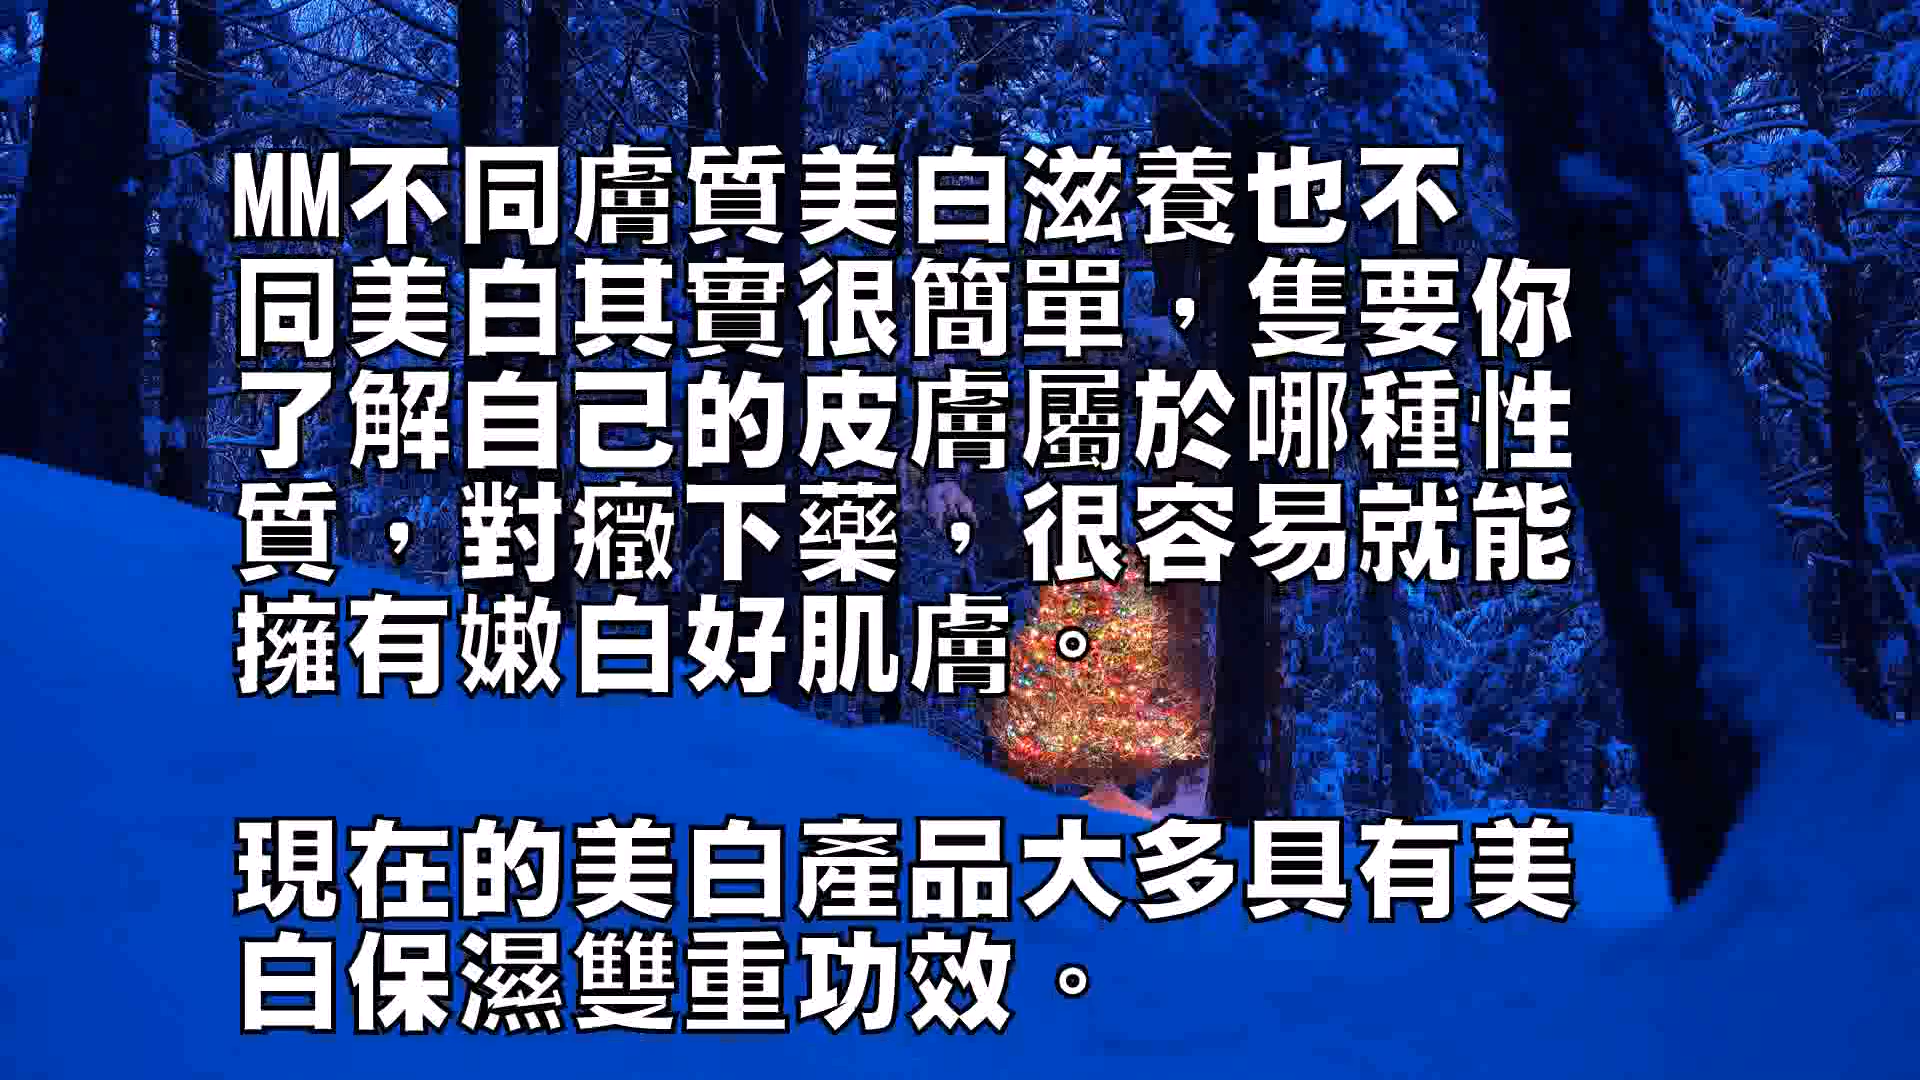 MM不同膚質美白滋養也不
同美白其實很簡單，隻要你
了解自己的皮膚屬於哪種性
質，對癥下藥，很容易就能
擁有嫩白好肌膚。
現在的美白產品大多具有美
白保濕雙重功效。